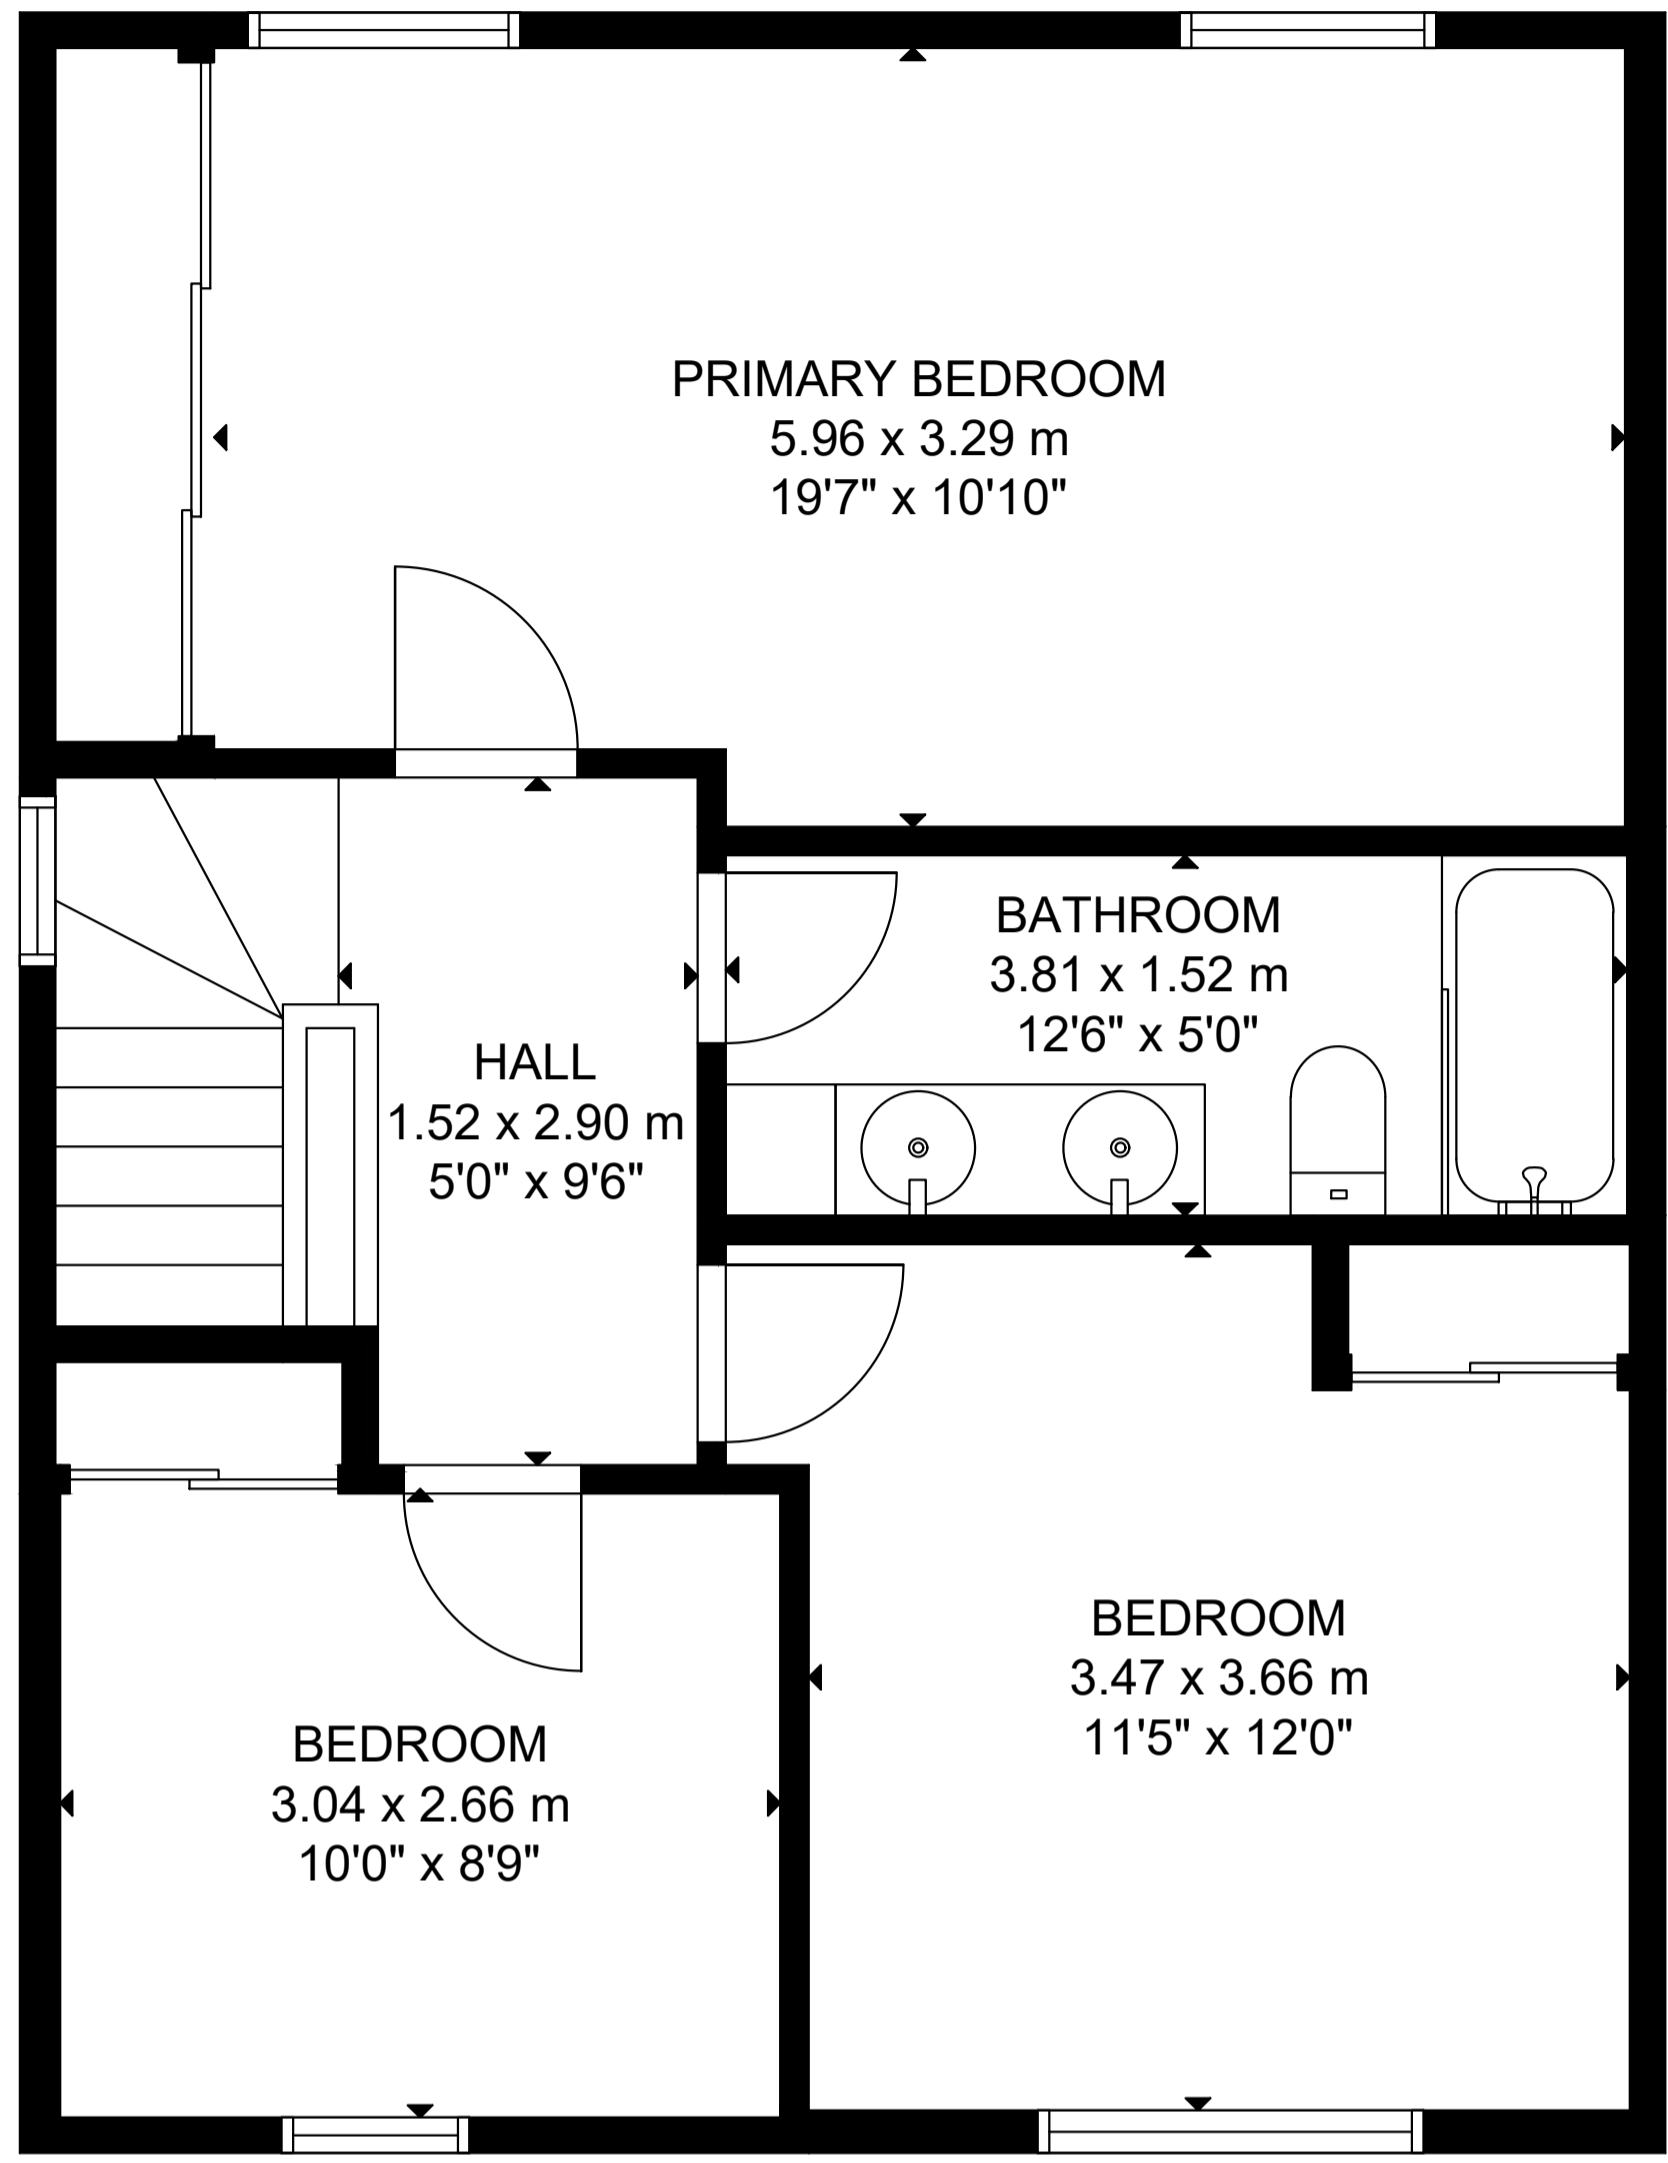 PRIMARY BEDROOM
5.96 x 3.29 m
19'7" x 10'10"
BATHROOM
3.81 x 1.52 m
12'6" x 5'0"
HALL
1.52 x 2.90 m
5'0" x 9'6"
BEDROOM
3.47 x 3.66 m
11'5" x 12'0"
BEDROOM
3.04 x 2.66 m
10'0" x 8'9"